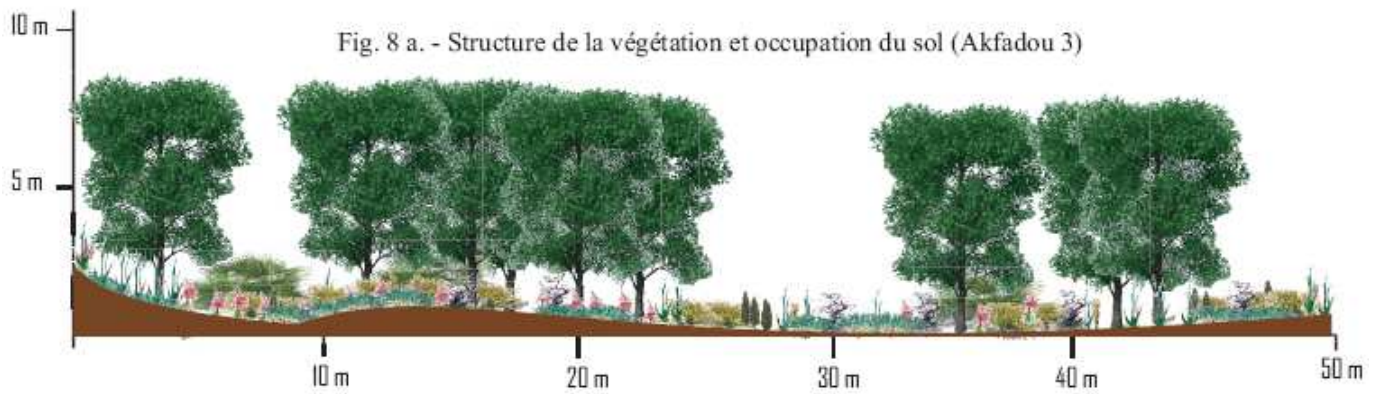 10 m
Fig. 8 a. - Structure de la végétation et occupation du sol (Akfadou 3)
5 m
10 m
20 m
30 m
40 m
50 m